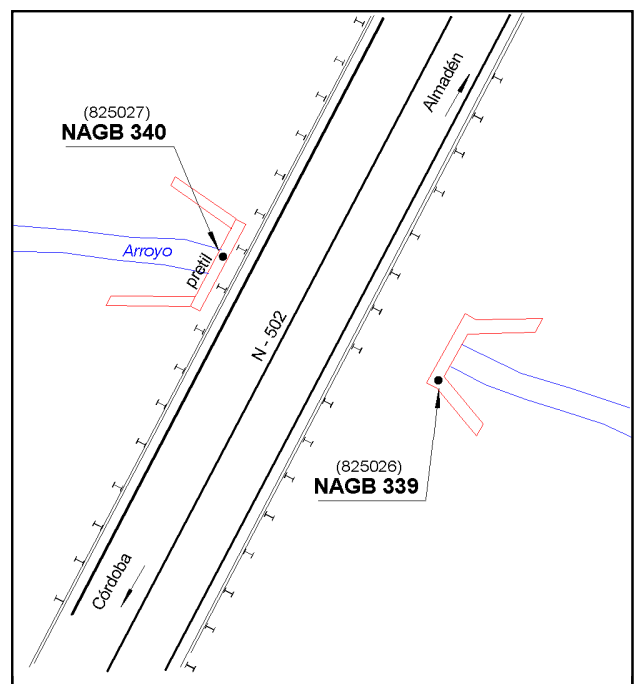 (825027)
NAGB 340
Almadén
Arroyo
pretil
N - 502
(825026)
NAGB 339
Córdoba